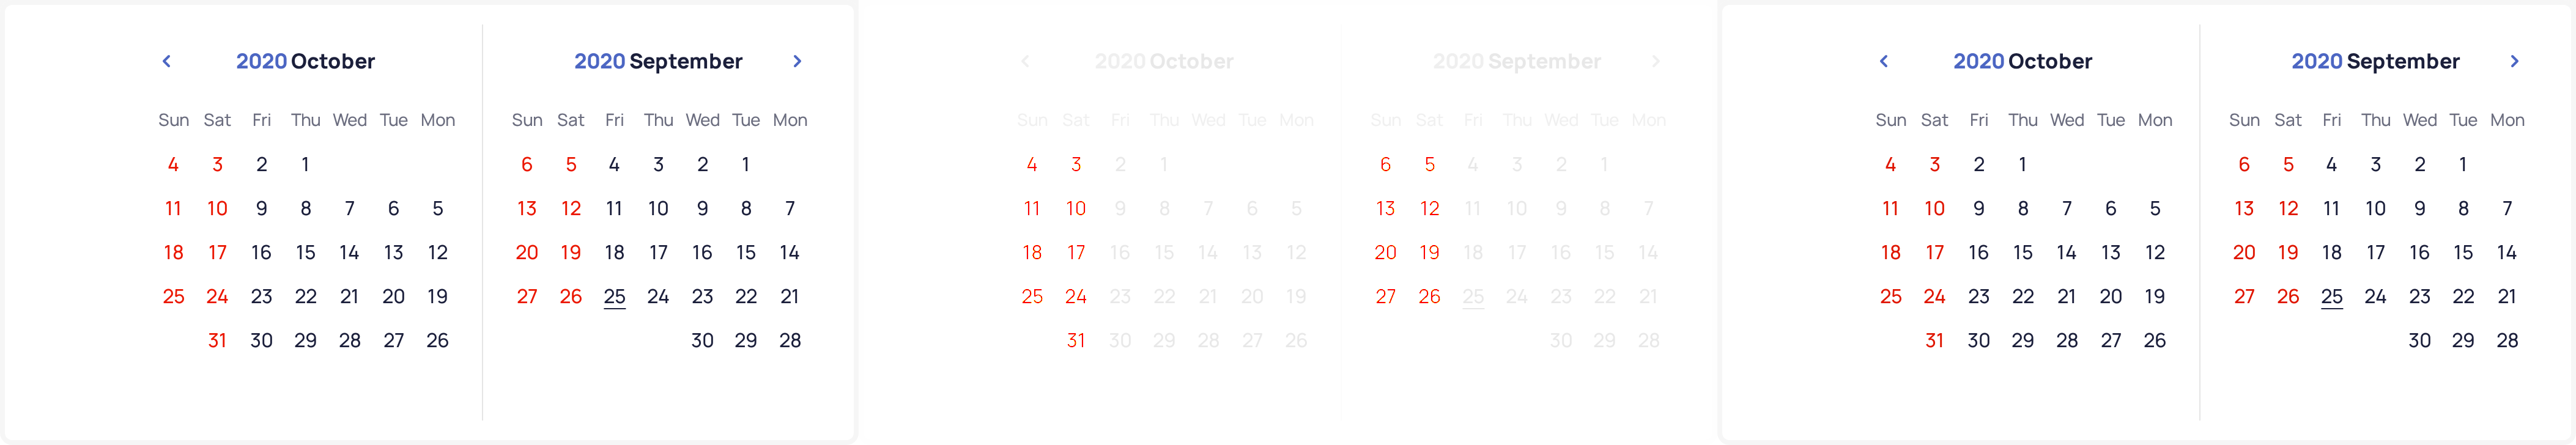 2020 October
Sun Sat Fri Thu Wed Tue Mon
4 3 2 1
11 10 9 8 7 6 5
18 17 16 15 14 13 12
25 24 23 22 21 20 19
31 30 29 28 27 26
2020 September
Sun Sat Fri Thu Wed Tue Mon
6 5 4 3 2 1
13 12 11 10 9 8 7
20 19 18 17 16 15 14
27 26 25 24 23 22 21
30 29 28
2020 October
Sun Sat Fri Thu Wed Tue Mon
4 3 2 1
11 10 9 8 7 6 5
18 17 16 15 14 13 12
25 24 23 22 21 20 19
31 30 29 28 27 26
2020 September
Sun Sat Fri Thu Wed Tue Mon
6 5 4 3 2 1
13 12 11 10 9 8 7
20 19 18 17 16 15 14
27 26 25 24 23 22 21
30 29 28
2020 October
Sun Sat Fri Thu Wed Tue Mon
4 3 2 1
11 10 9 8 7 6 5
18 17 16 15 14 13 12
25 24 23 22 21 20 19
31 30 29 28 27 26
2020 September
Sun Sat Fri Thu Wed Tue Mon
6 5 4 3 2 1
13 12 11 10 9 8 7
20 19 18 17 16 15 14
27 26 25 24 23 22 21
30 29 28